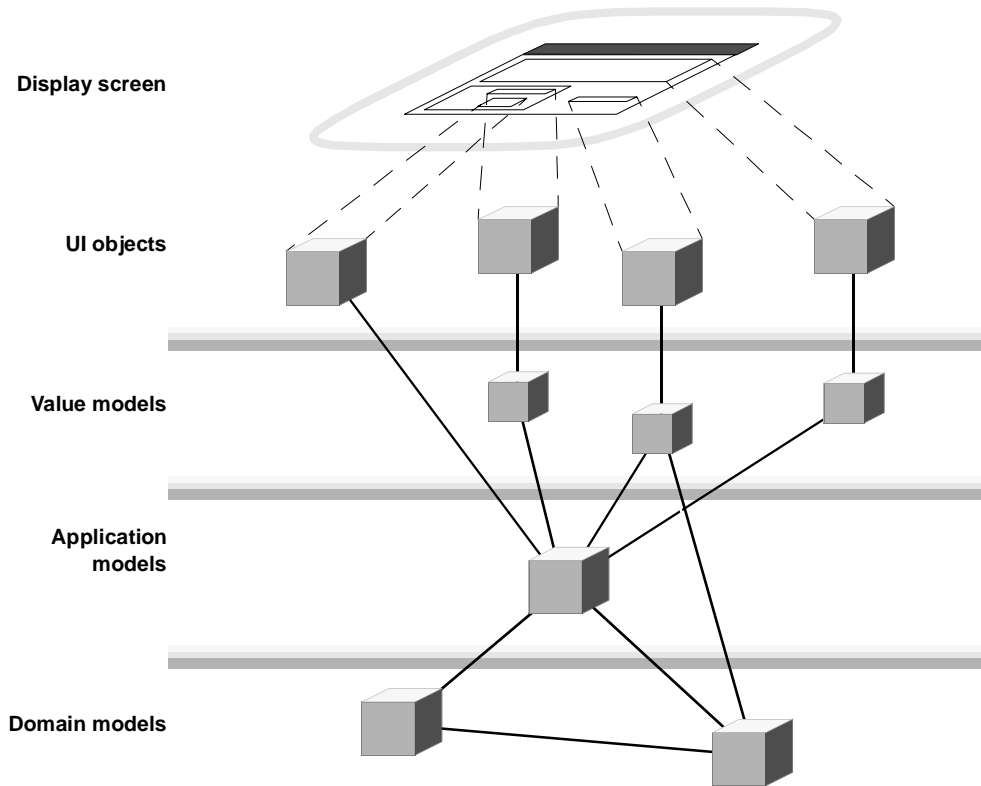 Display screen
UI objects
Value models
Application
models
Domain models